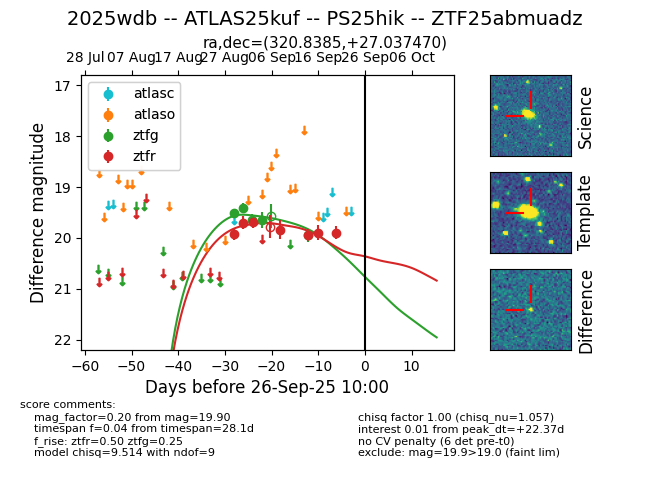 2025wdb -- ATLAS25kuf -- PS25hik -- ZTF25abmuadz
ra,dec=(320.8385,+27.037470)
28 Jul 07 Aug 17 Aug 27 Aug 06 Sep 16 Sep 26 Sep 06 Oct
17
18
19
20
21
22
Difference magnitude
atlasc
atlaso
ztfg
ztfr
−60 −50 −40 −30 −20 −10 0 10
Days before 26-Sep-25 10:00
Science
Template
Difference
score comments:
mag_factor=0.20 from mag=19.90
timespan f=0.04 from timespan=28.1d
f_rise: ztfr=0.50 ztfg=0.25
model chisq=9.514 with ndof=9
chisq factor 1.00 (chisq_nu=1.057)
interest 0.01 from peak_dt=+22.37d
no CV penalty (6 det pre-t0)
exclude: mag=19.9>19.0 (faint lim)